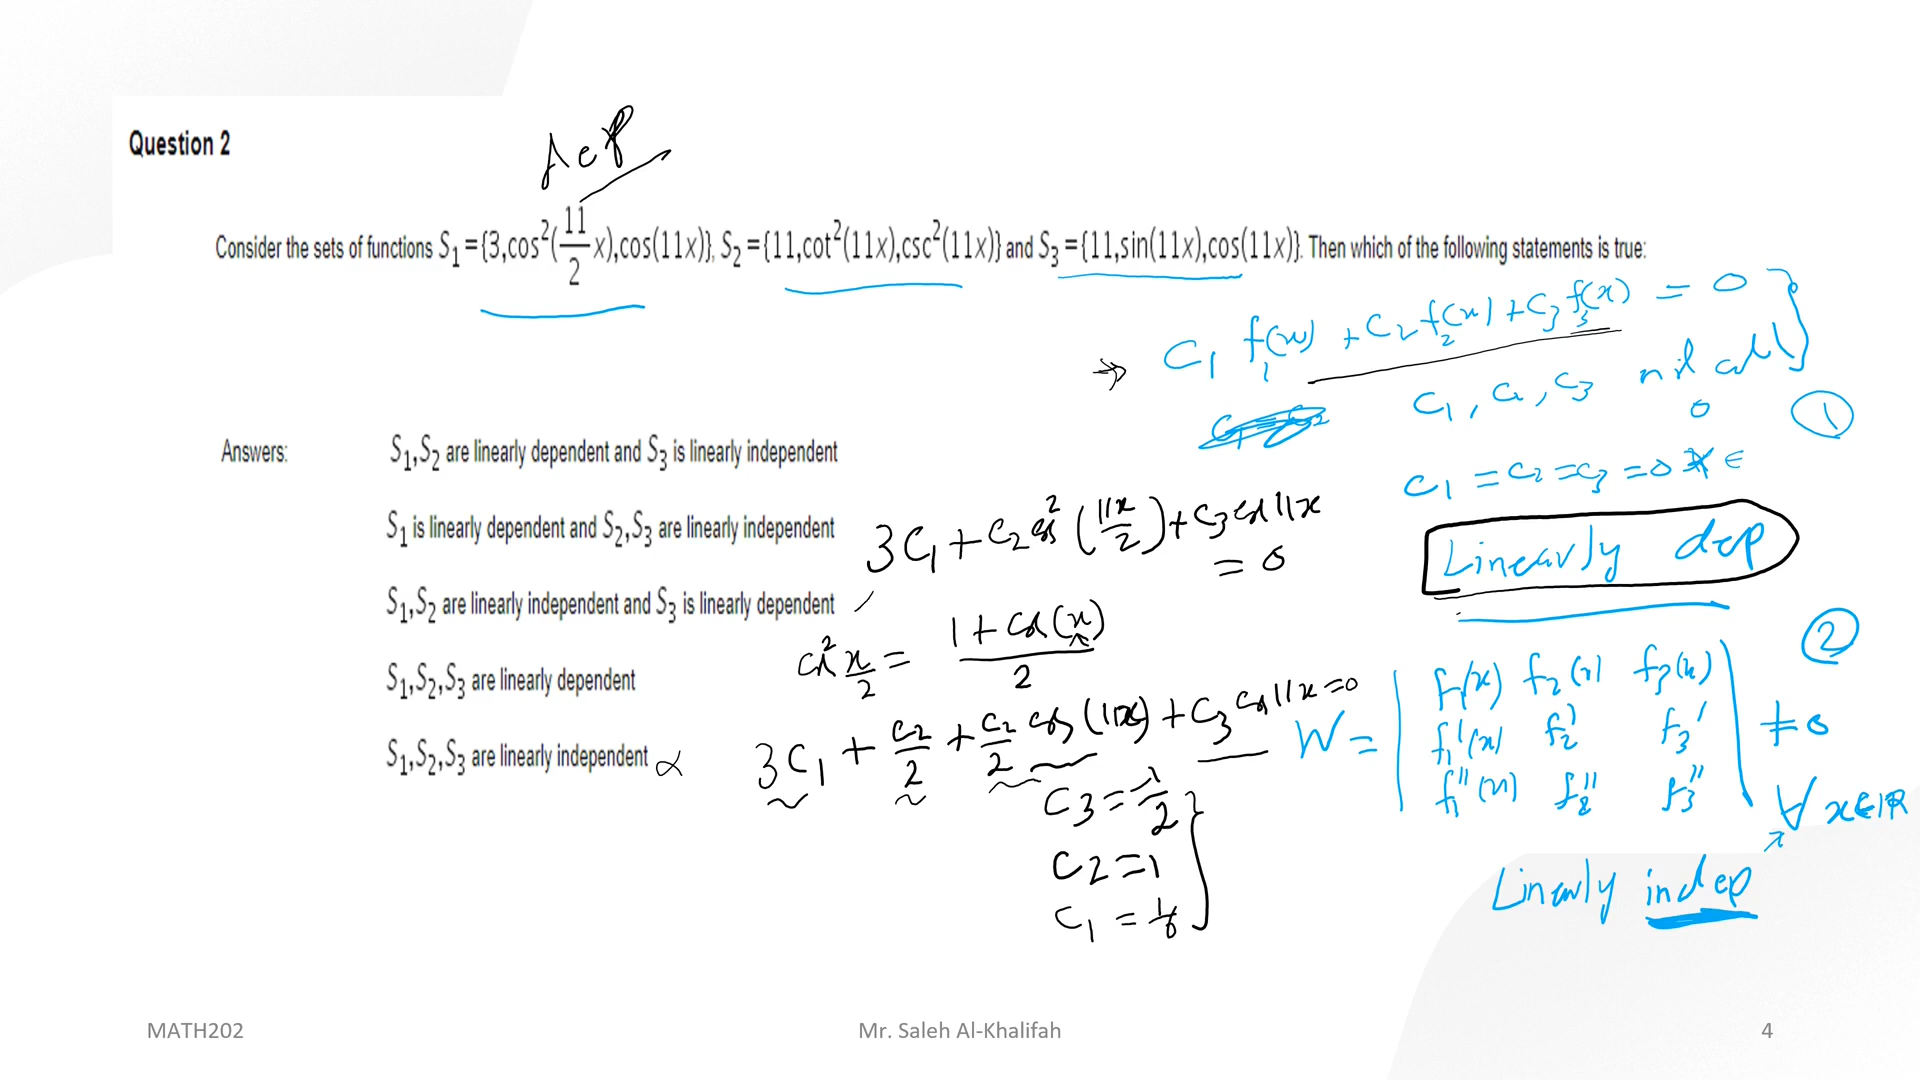 Question 2
dep
Consider the sets of functions S₁ ={3,cos²(11/2 x),cos(11x)}, S₂ ={11,cot²(11x),csc²(11x)} and S₃ ={11,sin(11x),cos(11x)}. Then which of the following statements is true:
c₁ f₁(x) + c₂ f₂(x) + c₃ f₃(x) = 0
c₁, c₂, c₃ not all 0
①
c₁ = c₂ = c₃ = 0
Linearly dep
Answers:
S₁,S₂ are linearly dependent and S₃ is linearly independent
S₁ is linearly dependent and S₂,S₃ are linearly independent
S₁,S₂ are linearly independent and S₃ is linearly dependent
S₁,S₂,S₃ are linearly dependent
S₁,S₂,S₃ are linearly independent
3c₁ + c₂ cos² (11x/2) + c₃ cos 11x = 0
cos² x/2 = (1 + cos(x))/2
3c₁ + c₂/2 + c₂/2 cos (11x) + c₃ cos 11x = 0
c₂ = 1
②
W = | f₁(x) f₂(x) f₃(x) |
| f₁'(x) f₂' f₃' | ≠ 0
| f₁''(x) f₂'' f₃'' |
∀ x∈ℝ
Linearly indep
MATH202
Mr. Saleh Al-Khalifah
4